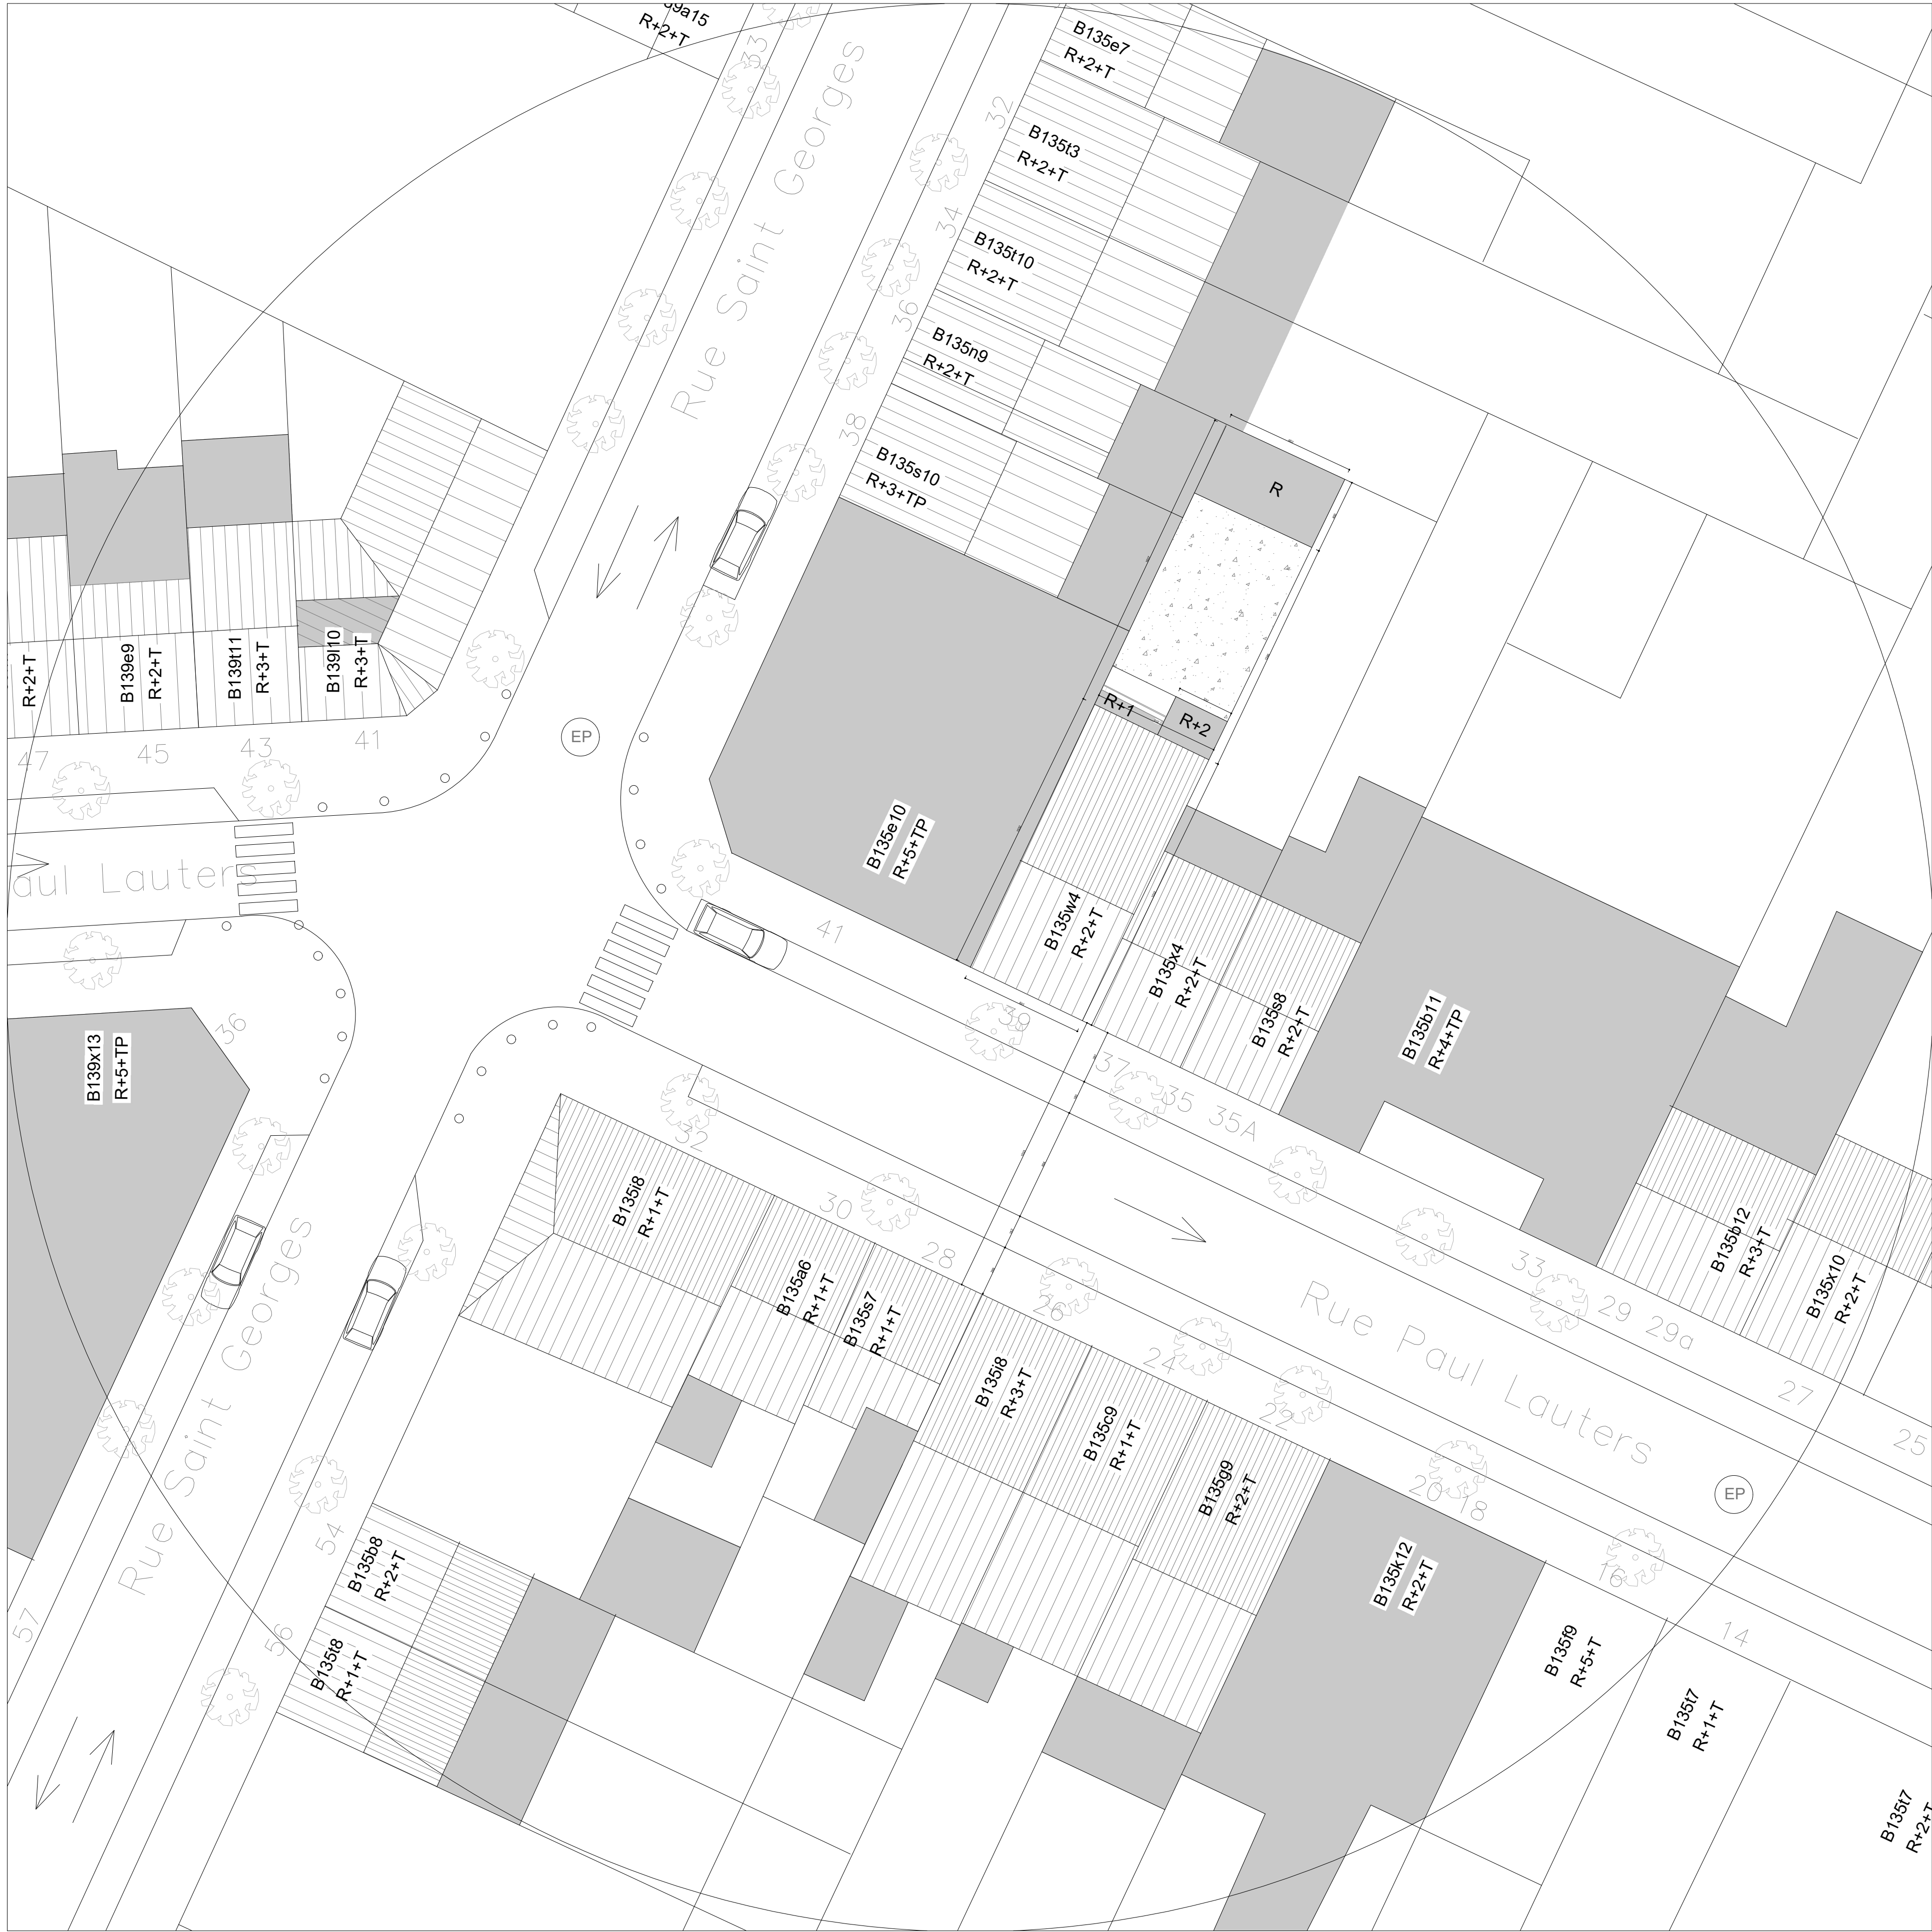 39a15
R+2+T
33
Rue Saint Georges
B135e7
R+2+T
32
B135t3
R+2+T
34
B135t10
R+2+T
36
B135n9
R+2+T
38
B135s10
R+3+TP
R
R+1
R+2
R+2+T
B139e9
R+2+T
B139t11
R+3+T
B139l10
R+3+T
47
45
43
41
EP
aul Lauters
B135e10
R+5+TP
41
B135w4
R+2+T
39
B135x4
R+2+T
B135s8
R+2+T
37
35
35A
B135b11
R+4+TP
B139x13
R+5+TP
36
B135i8
R+1+T
32
30
B135a6
R+1+T
B135s7
R+1+T
28
26
B135i8
R+3+T
24
B135c9
R+1+T
22
B135g9
R+2+T
Rue Paul Lauters
33
29
29a
B135b12
R+3+T
B135x10
R+2+T
27
25
EP
20
18
16
14
B135k12
R+2+T
B135f9
R+5+T
B135t7
R+1+T
B135t7
R+2+T
Rue Saint Georges
54
B135b8
R+2+T
56
B135t8
R+1+T
57